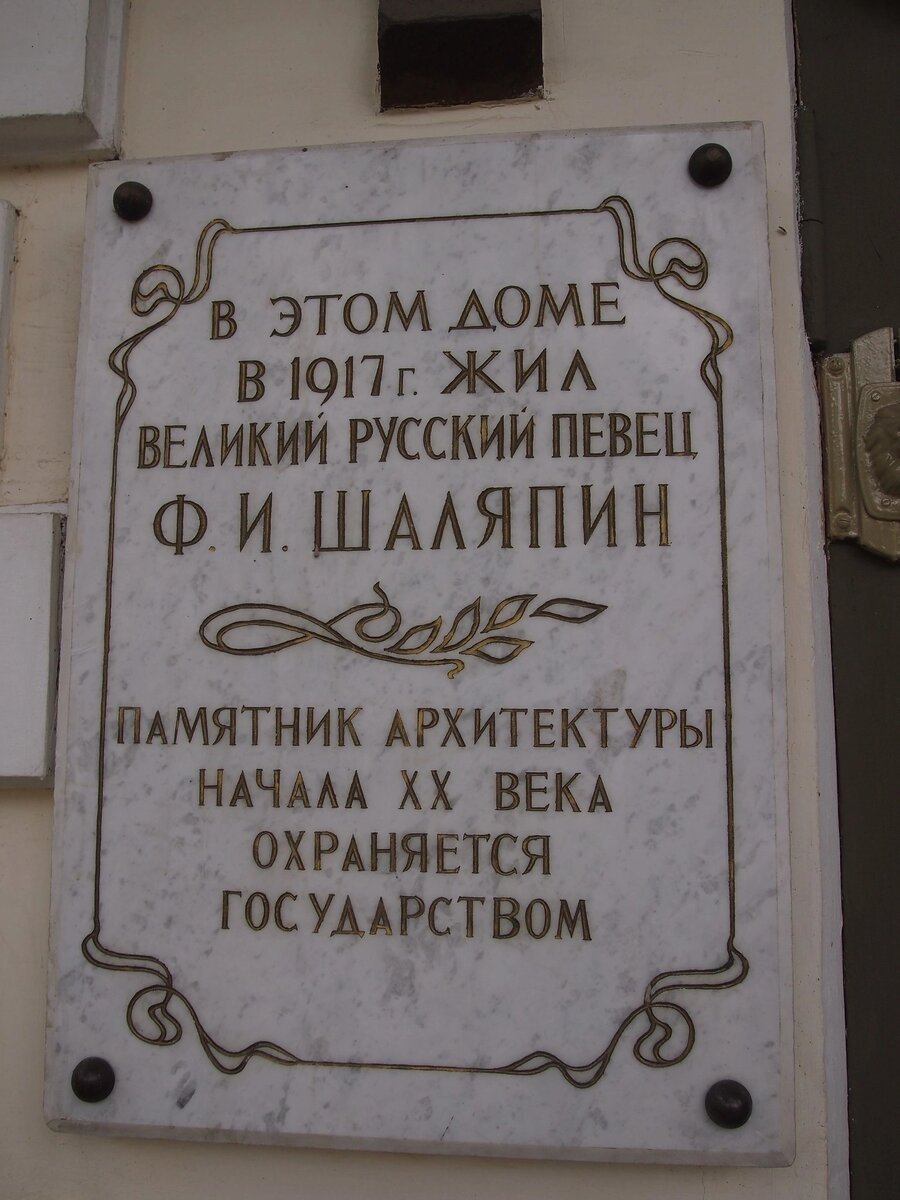 В ЭТОМ ДОМЕ
В 1917 г. ЖИЛ
ВЕЛИКИЙ РУССКИЙ ПЕВЕЦ
Ф. И. ШАЛЯПИН
ПАМЯТНИК АРХИТЕКТУРЫ
НАЧАЛА XX ВЕКА
ОХРАНЯЕТСЯ
ГОСУДАРСТВОМ